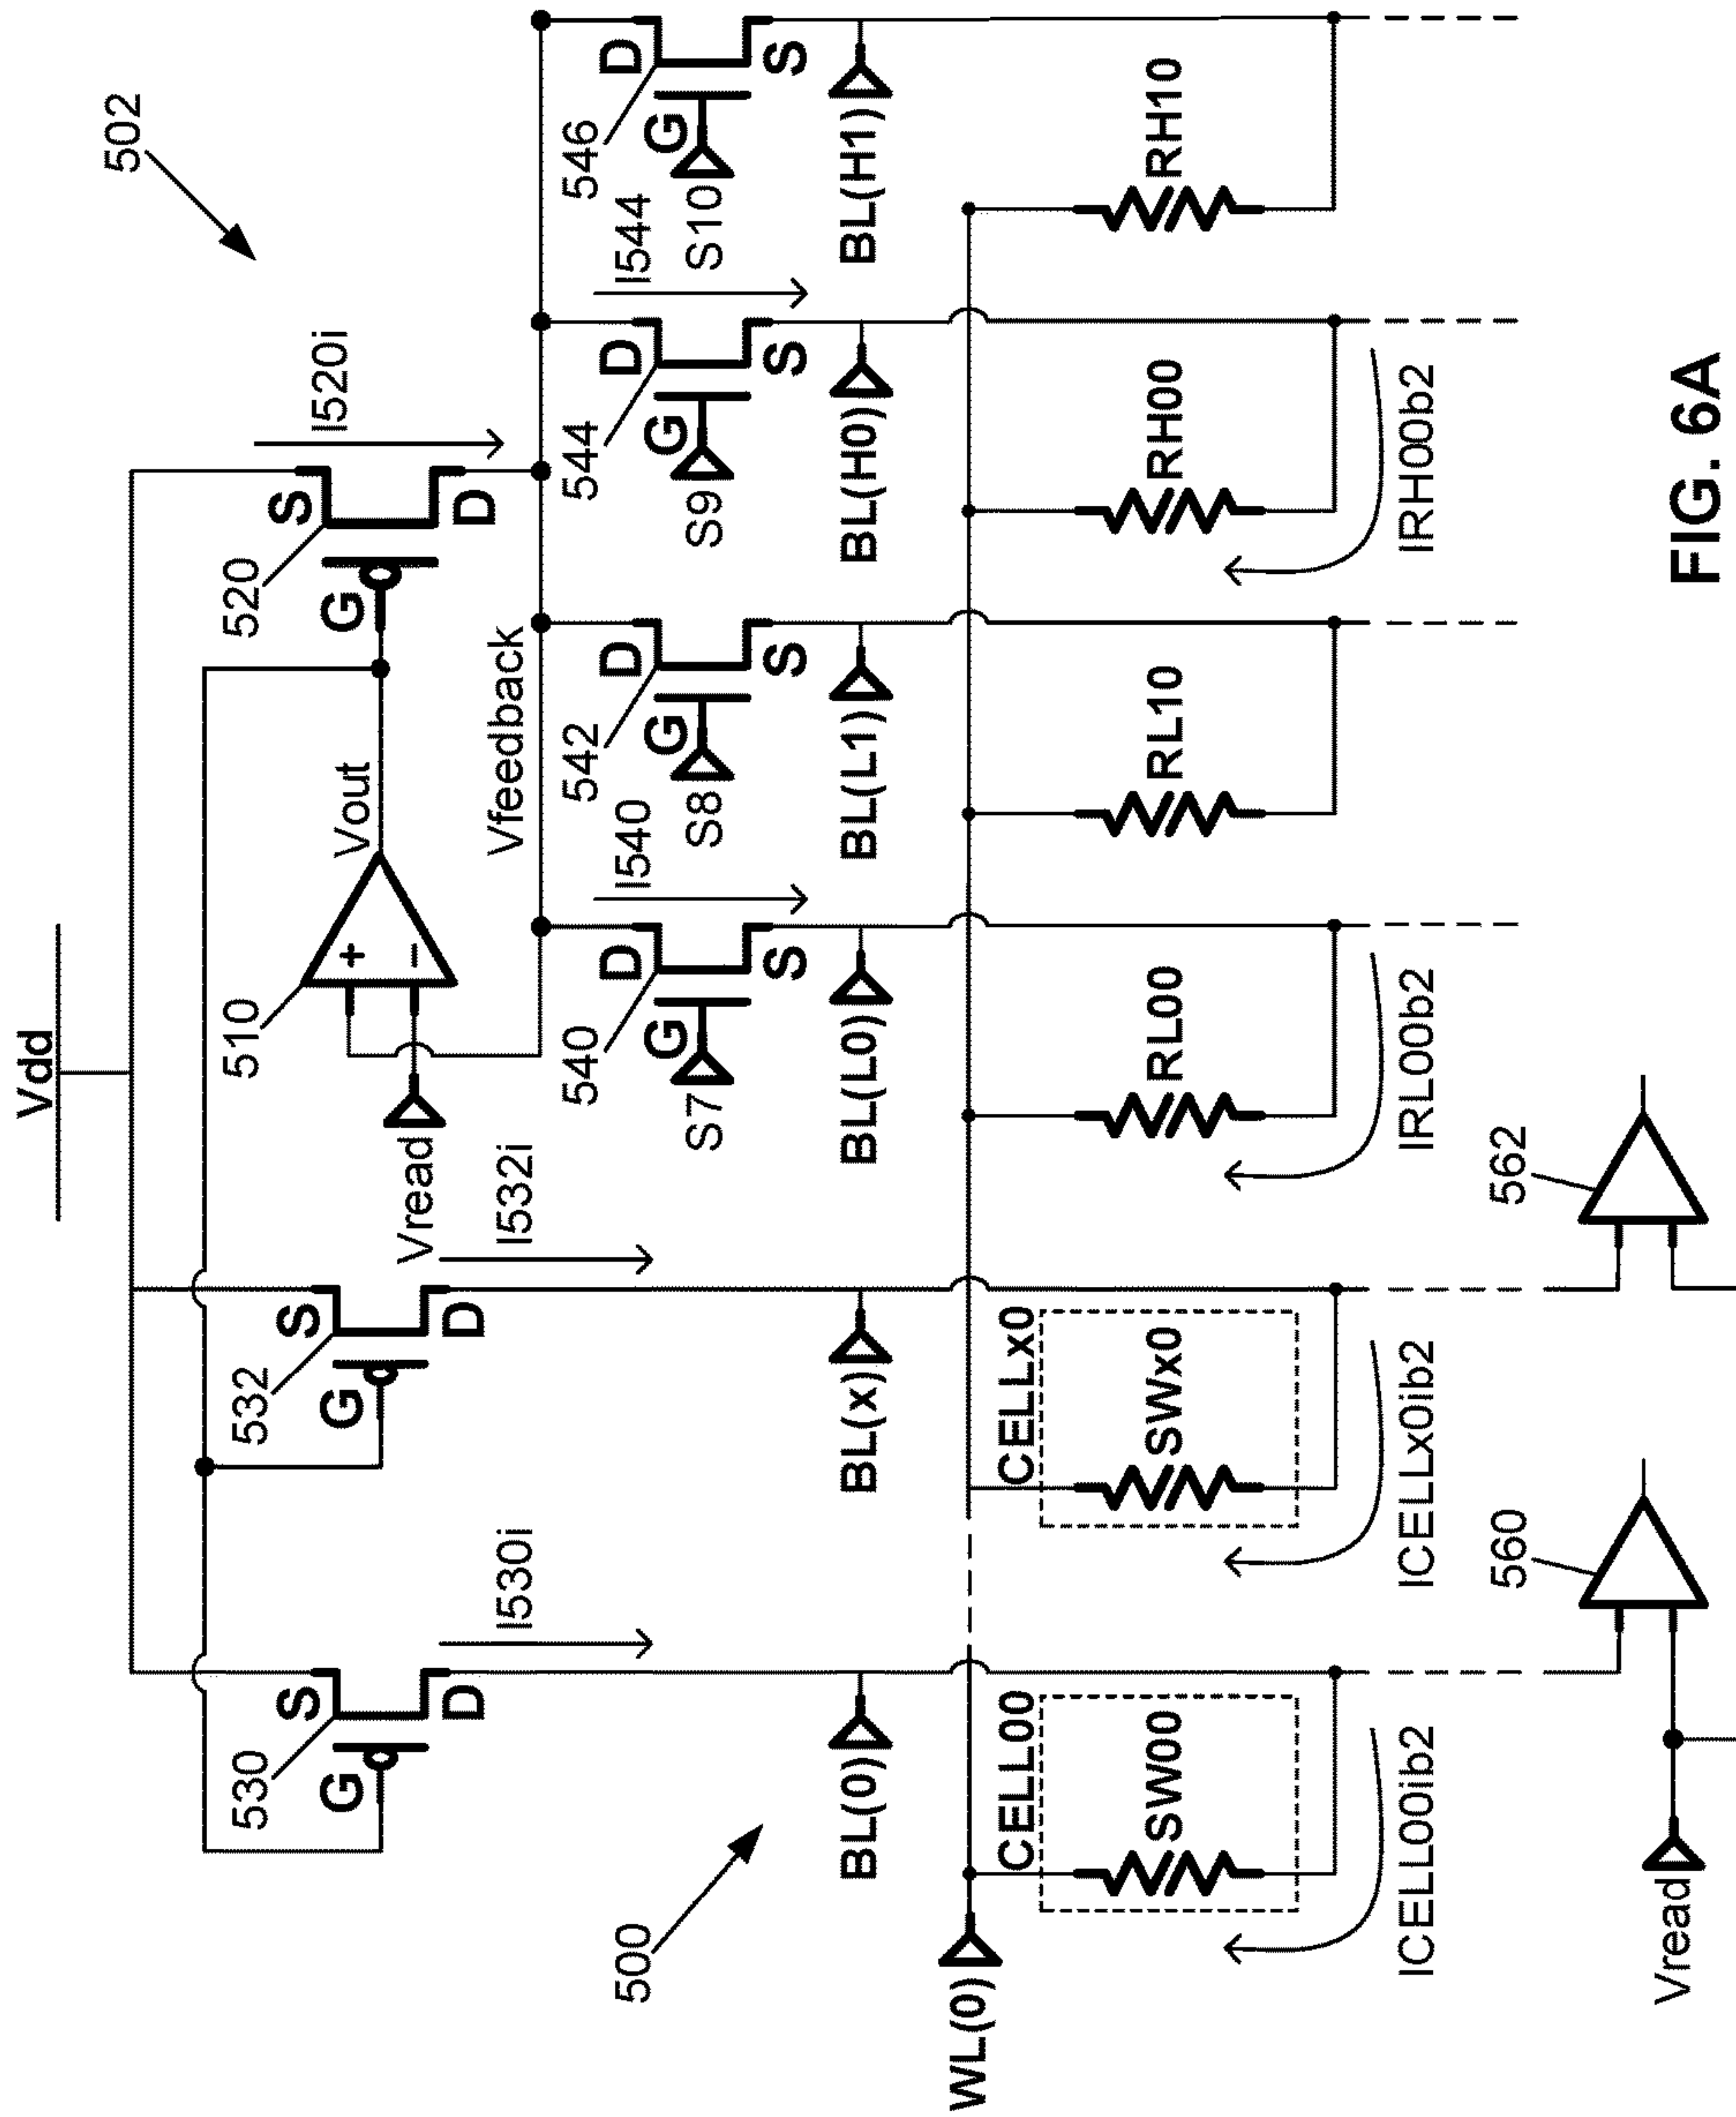 Vdd
502
510
+
−
Vout
Vread
520
G
S
D
I520i
530
G
S
D
I530i
532
G
S
D
I532i
Vfeedback
540
G
D
S
S7
I540
542
G
D
S
S8
544
G
D
S
S9
I544
546
G
D
S
S10
500
BL(0)
BL(x)
BL(L0)
BL(L1)
BL(H0)
BL(H1)
WL(0)
CELL00
SW00
CELLx0
SWx0
RL00
RL10
RH00
RH10
ICELL00ib2
ICELLx0ib2
IRL00b2
IRH00b2
560
562
Vread
FIG. 6A